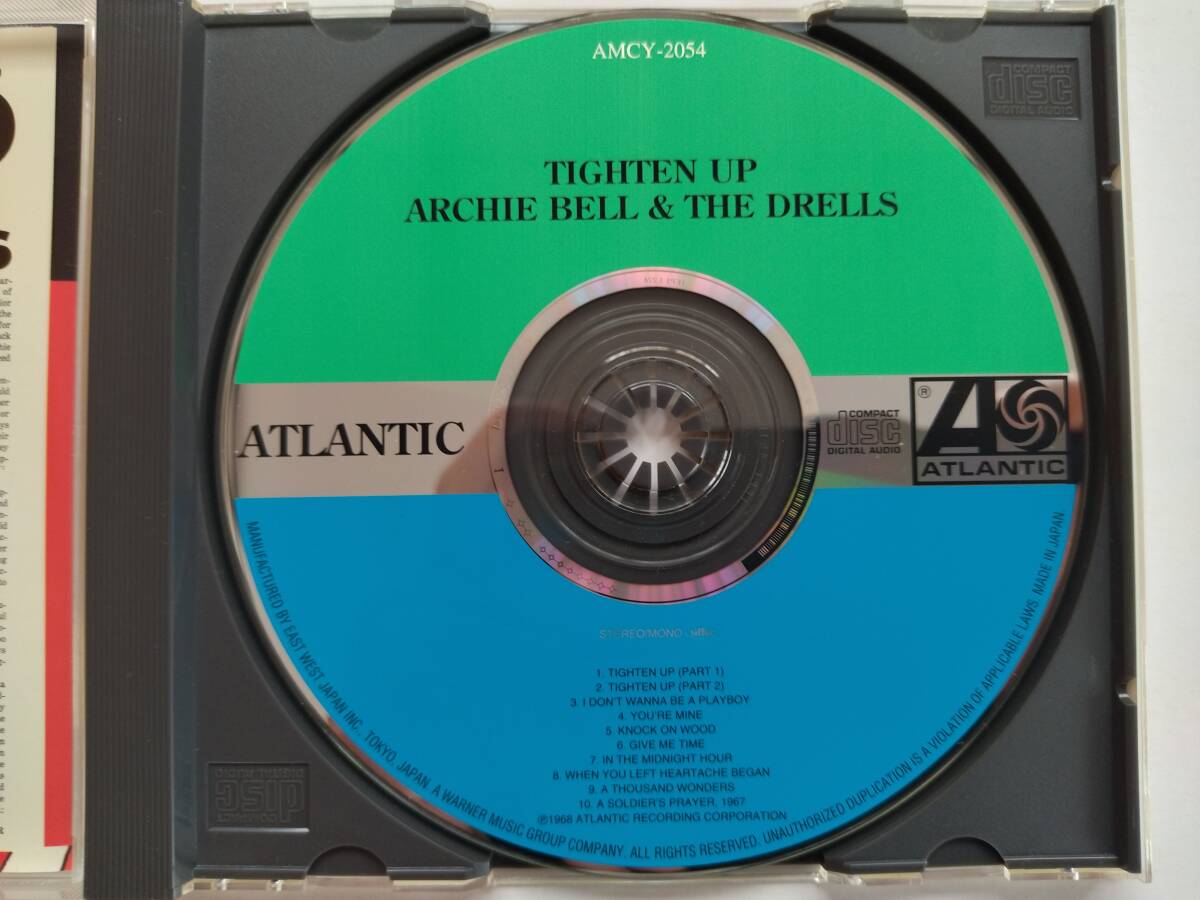 AMCY-2054
TIGHTEN UP
ARCHIE BELL & THE DRELLS
COMPACT
disc
DIGITAL AUDIO
ATLANTIC
COMPACT
disc
DIGITAL AUDIO
®
ATLANTIC
STEREO/MONO
1. TIGHTEN UP (PART 1)
2. TIGHTEN UP (PART 2)
3. I DON'T WANNA BE A PLAYBOY
4. YOU'RE MINE
5. KNOCK ON WOOD
6. GIVE ME TIME
7. IN THE MIDNIGHT HOUR
8. WHEN YOU LEFT HEARTACHE BEGAN
9. A THOUSAND WONDERS
10. A SOLDIER'S PRAYER, 1967
℗1968 ATLANTIC RECORDING CORPORATION
MANUFACTURED BY EAST WEST JAPAN INC., TOKYO, JAPAN. A WARNER MUSIC GROUP COMPANY. ALL RIGHTS RESERVED. UNAUTHORIZED DUPLICATION IS A VIOLATION OF APPLICABLE LAWS. MADE IN JAPAN.
COMPACT
disc
DIGITAL AUDIO